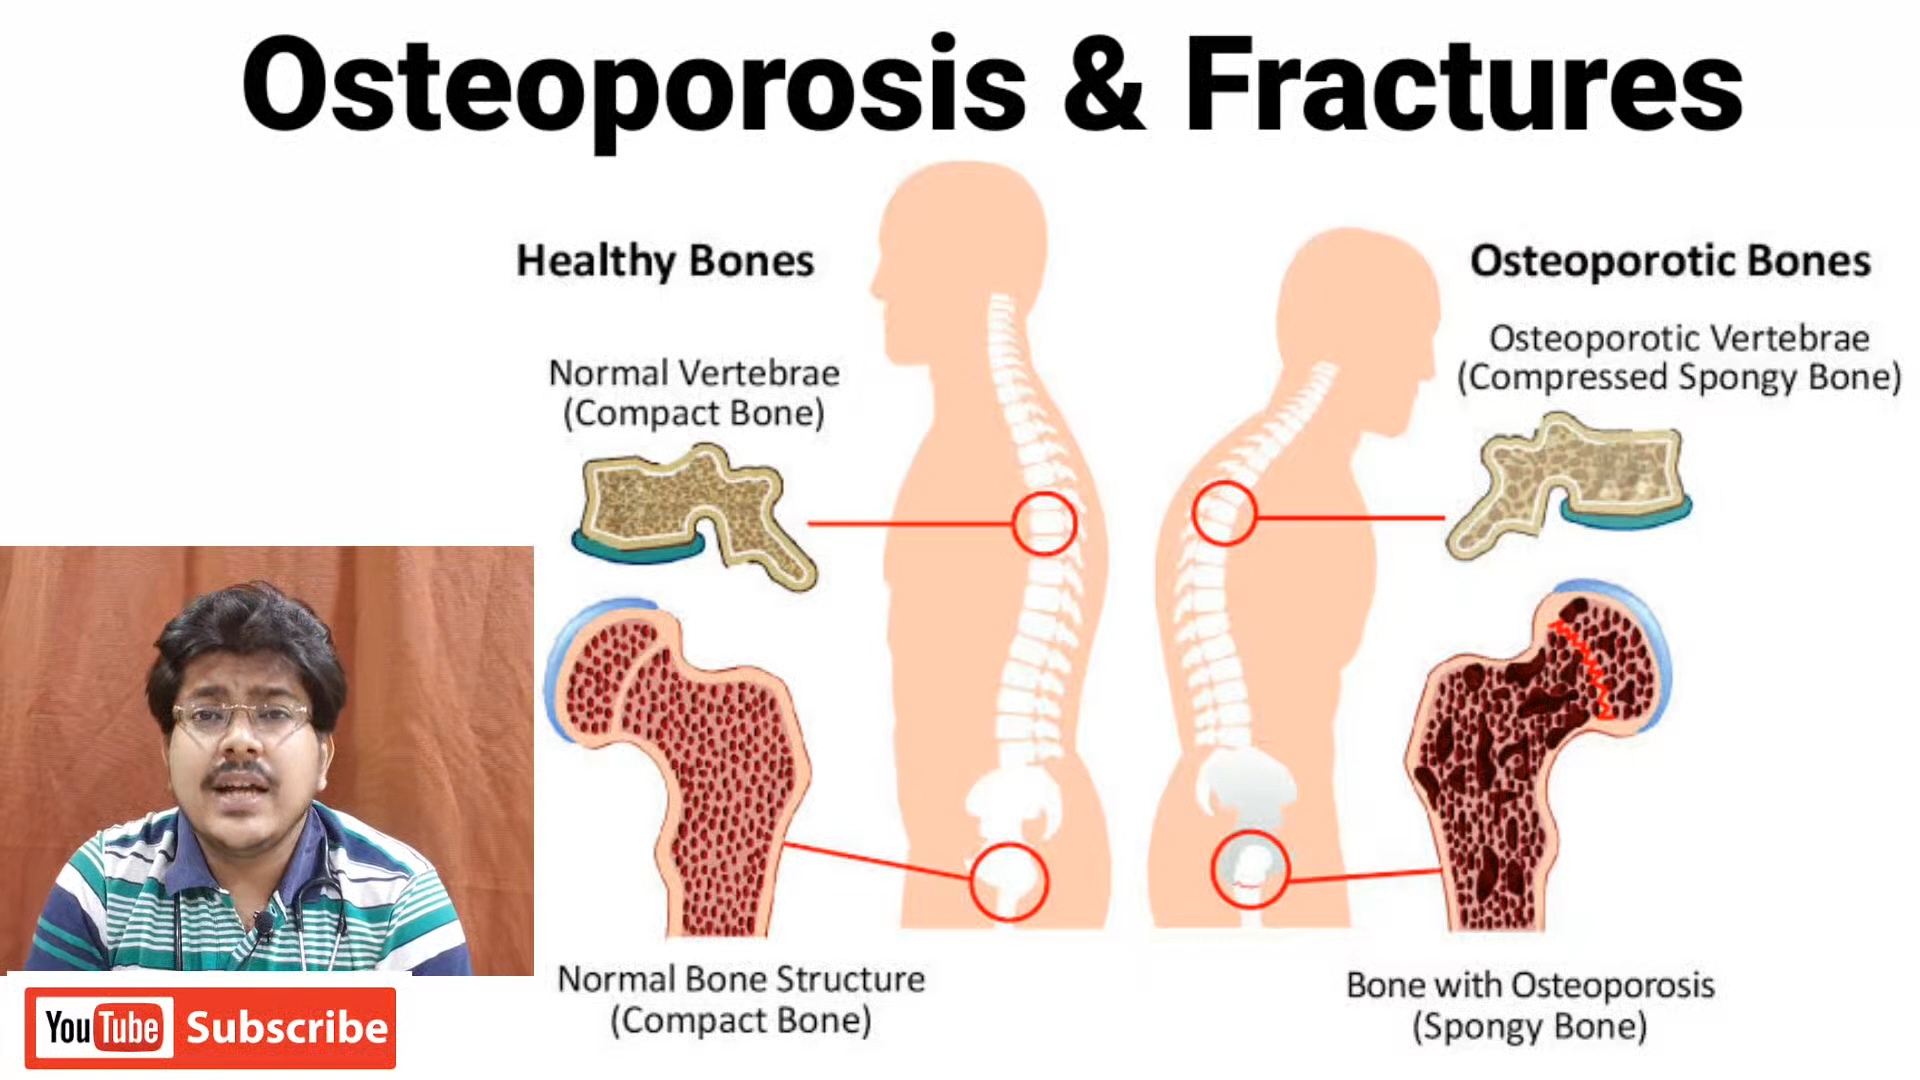 Osteoporosis & Fractures
Healthy Bones
Normal Vertebrae
(Compact Bone)
Osteoporotic Bones
Osteoporotic Vertebrae
(Compressed Spongy Bone)
Normal Bone Structure
(Compact Bone)
Bone with Osteoporosis
(Spongy Bone)
YouTube Subscribe